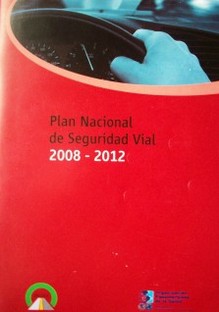 Plan Nacional
de Seguridad Vial
2008 - 2012